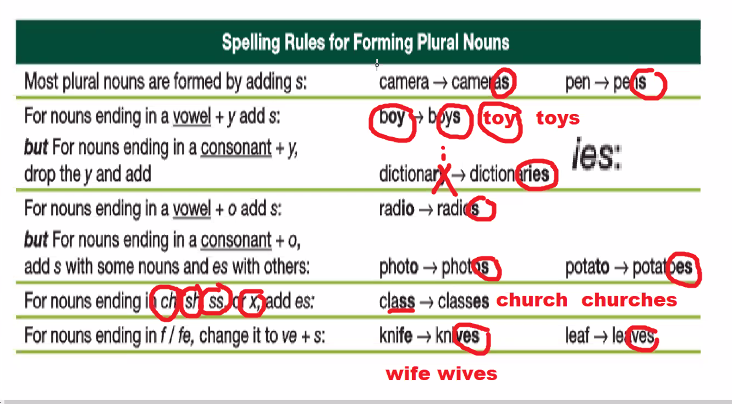 Spelling Rules for Forming Plural Nouns
Most plural nouns are formed by adding s: camera → cameras pen → pens
For nouns ending in a vowel + y add s: boy → boys toy toys
but For nouns ending in a consonant + y,
drop the y and add dictionary → dictionaries ies:
For nouns ending in a vowel + o add s: radio → radios
but For nouns ending in a consonant + o,
add s with some nouns and es with others: photo → photos potato → potatoes
For nouns ending in ch, sh, ss, or x, add es: class → classes church churches
For nouns ending in f / fe, change it to ve + s: knife → knives leaf → leaves
wife wives